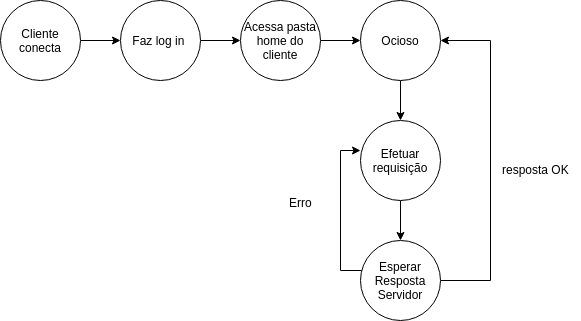 Cliente
conecta
Faz log in
Acessa pasta
home do
cliente
Ocioso
Efetuar
requisição
resposta OK
Erro
Esperar
Resposta
Servidor